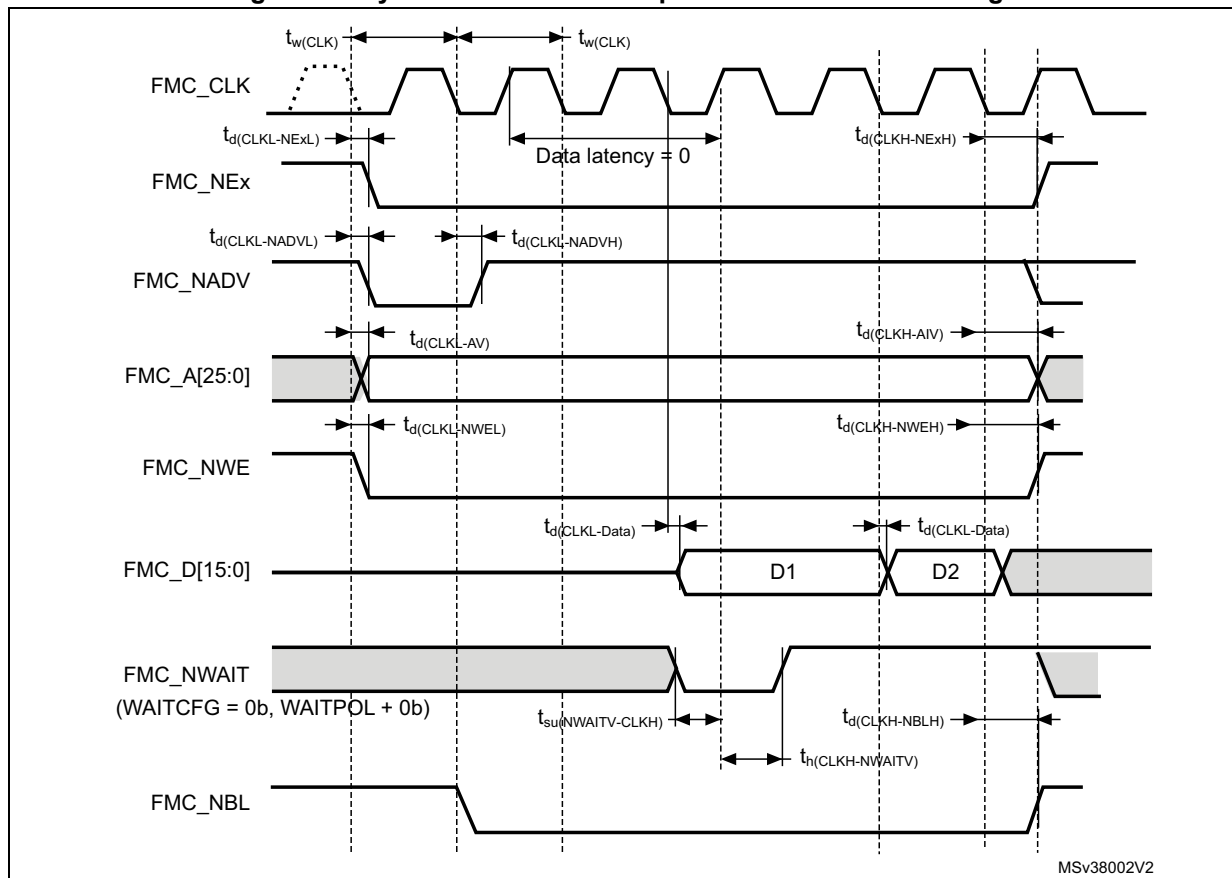 tw(CLK) tw(CLK)
FMC_CLK
td(CLKL-NExL) Data latency = 0 td(CLKH-NExH)
FMC_NEx
td(CLKL-NADVL) td(CLKL-NADVH)
FMC_NADV
td(CLKL-AV) td(CLKH-AIV)
FMC_A[25:0]
td(CLKL-NWEL) td(CLKH-NWEH)
FMC_NWE
td(CLKL-Data) td(CLKL-Data)
FMC_D[15:0] D1 D2
FMC_NWAIT
(WAITCFG = 0b, WAITPOL + 0b)
tsu(NWAITV-CLKH) td(CLKH-NBLH)
th(CLKH-NWAITV)
FMC_NBL
MSv38002V2